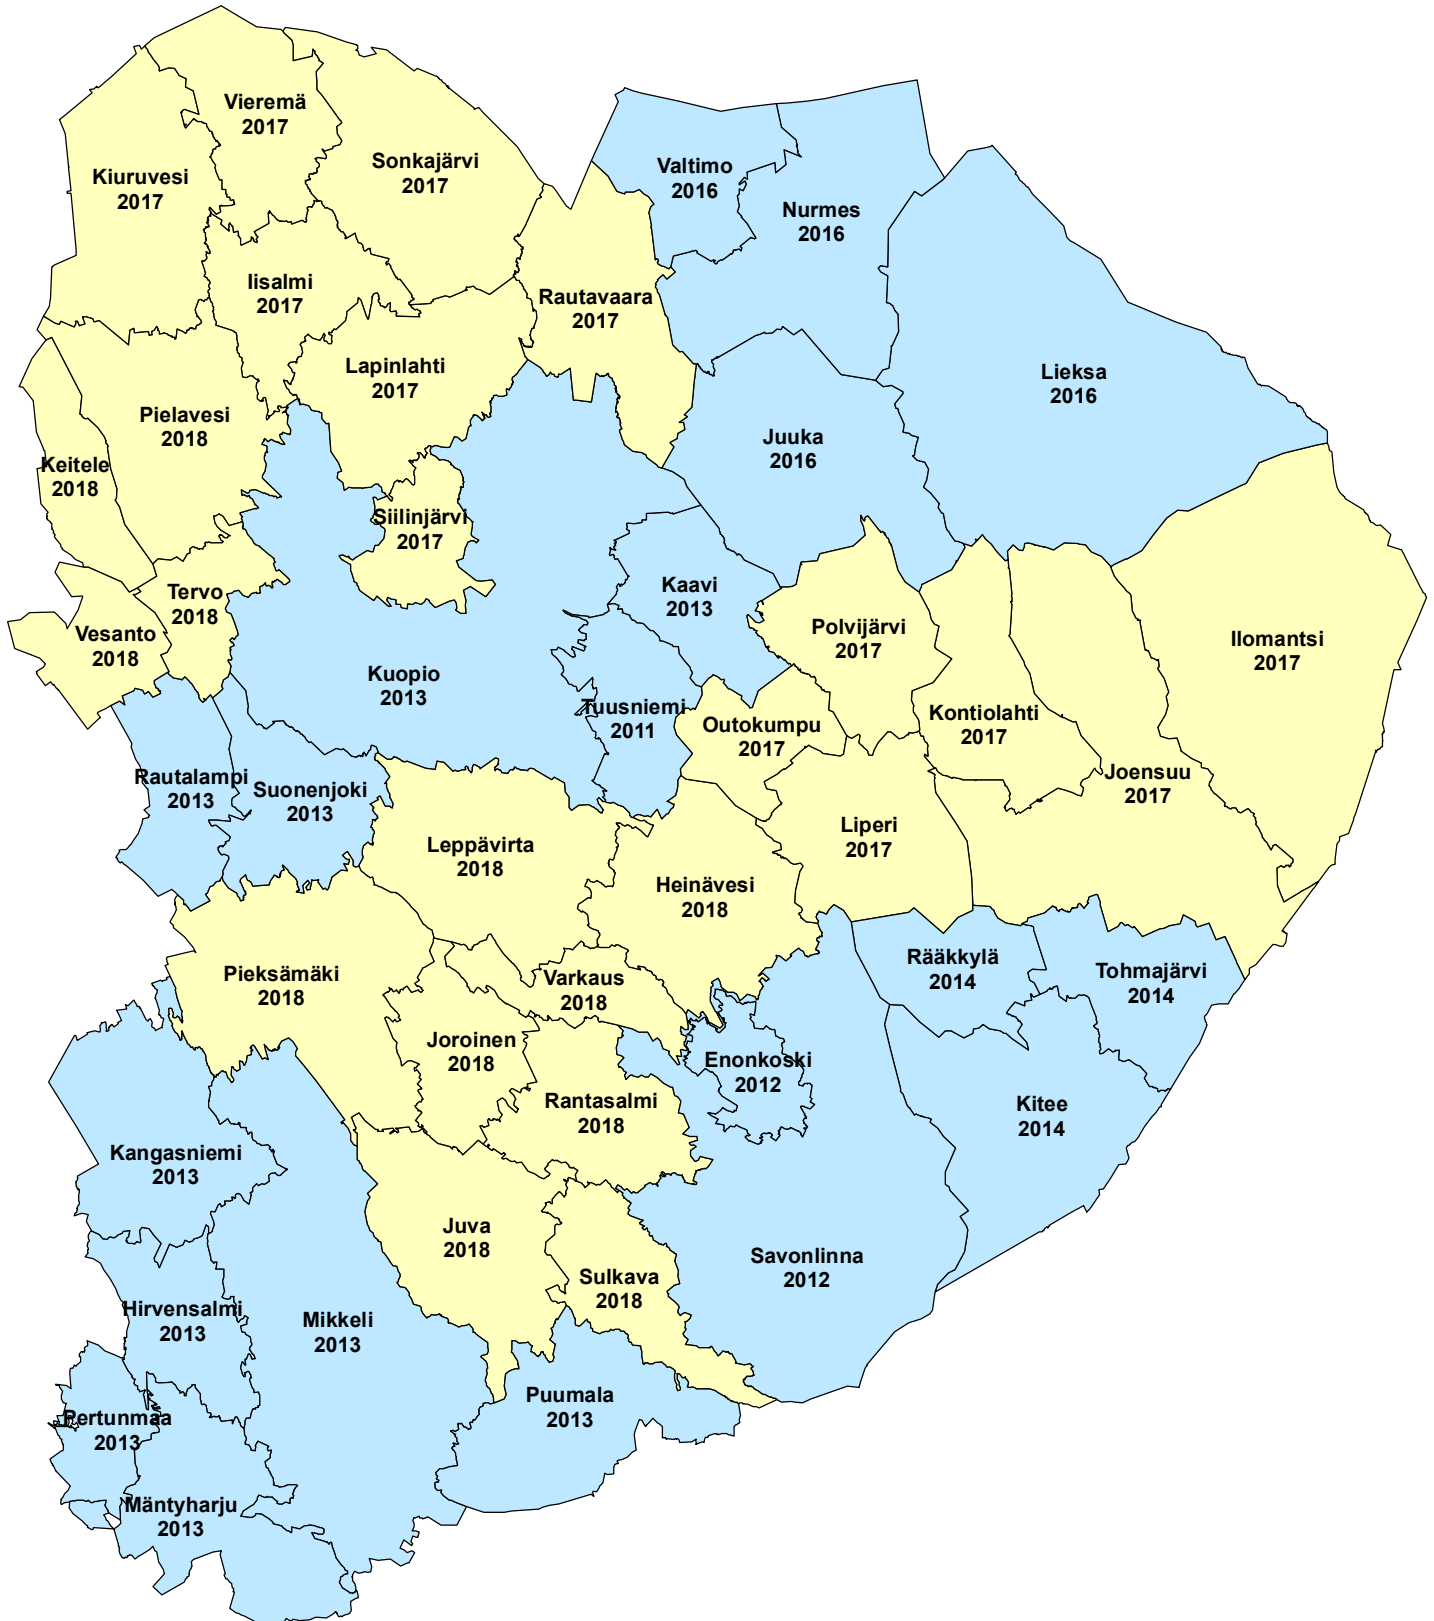 Vieremä
2017
Kiuruvesi
2017
Sonkajärvi
2017
Valtimo
2016
Nurmes
2016
Iisalmi
2017
Rautavaara
2017
Lapinlahti
2017
Lieksa
2016
Pielavesi
2018
Juuka
2016
Keitele
2018
Siilinjärvi
2017
Kaavi
2013
Tervo
2018
Vesanto
2018
Polvijärvi
2017
Ilomantsi
2017
Kuopio
2013
Tuusniemi
2011
Outokumpu
2017
Kontiolahti
2017
Joensuu
2017
Rautalampi
2013
Suonenjoki
2013
Liperi
2017
Leppävirta
2018
Heinävesi
2018
Rääkkylä
2014
Tohmajärvi
2014
Pieksämäki
2018
Varkaus
2018
Joroinen
2018
Enonkoski
2012
Rantasalmi
2018
Kitee
2014
Kangasniemi
2013
Juva
2018
Savonlinna
2012
Sulkava
2018
Hirvensalmi
2013
Mikkeli
2013
Puumala
2013
Pertunmaa
2013
Mäntyharju
2013